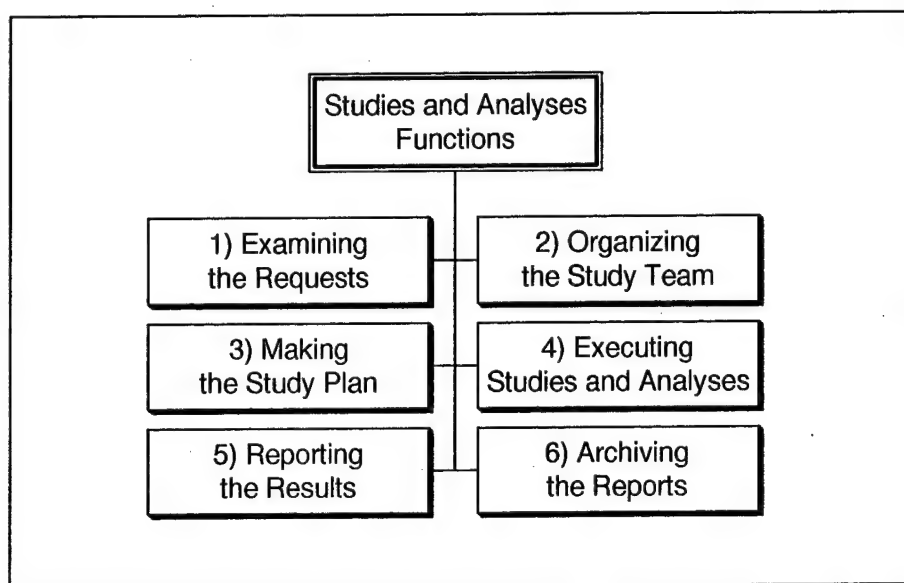 Studies and Analyses
Functions
1) Examining
the Requests
2) Organizing
the Study Team
3) Making
the Study Plan
4) Executing
Studies and Analyses
5) Reporting
the Results
6) Archiving
the Reports